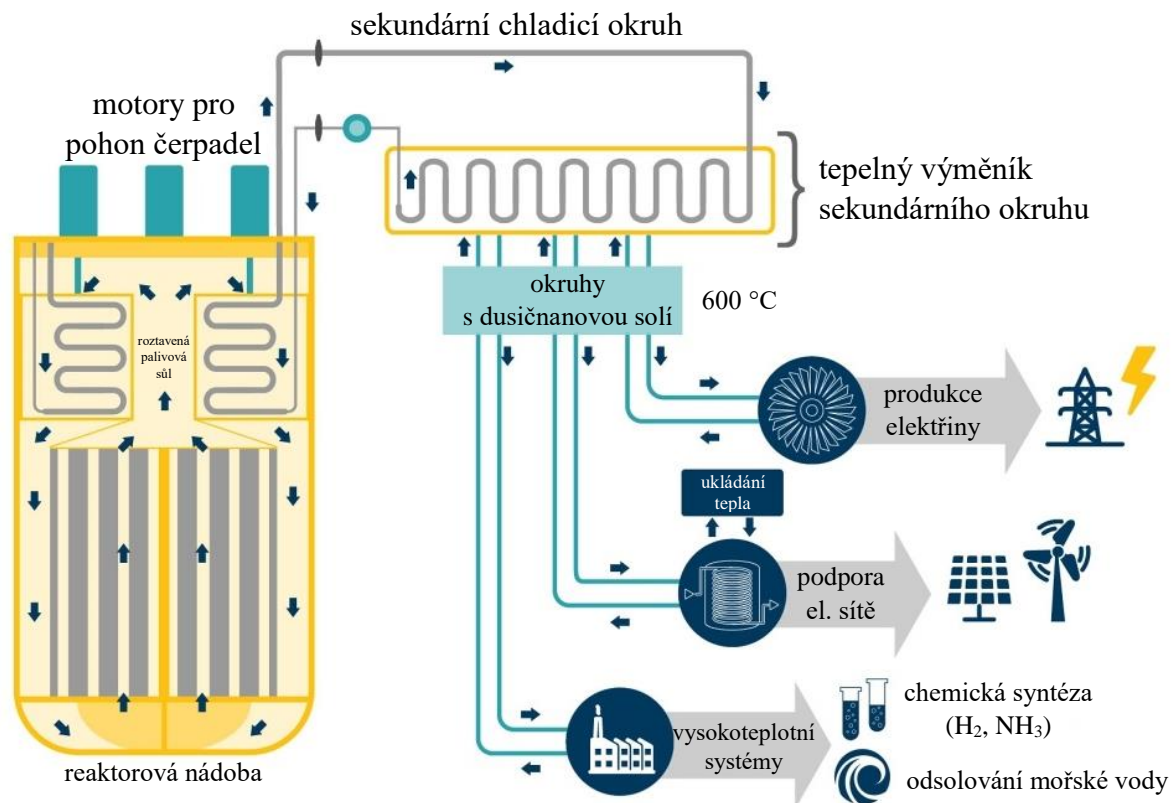 sekundární chladicí okruh
motory pro
pohon čerpadel
tepelný výměník
sekundárního okruhu
okruhy
s dusičnanovou solí
600 °C
roztavená
palivová
sůl
produkce
elektřiny
ukládání
tepla
podpora
el. sítě
chemická syntéza
(H₂, NH₃)
vysokoteplotní
systémy
odsolování mořské vody
reaktorová nádoba